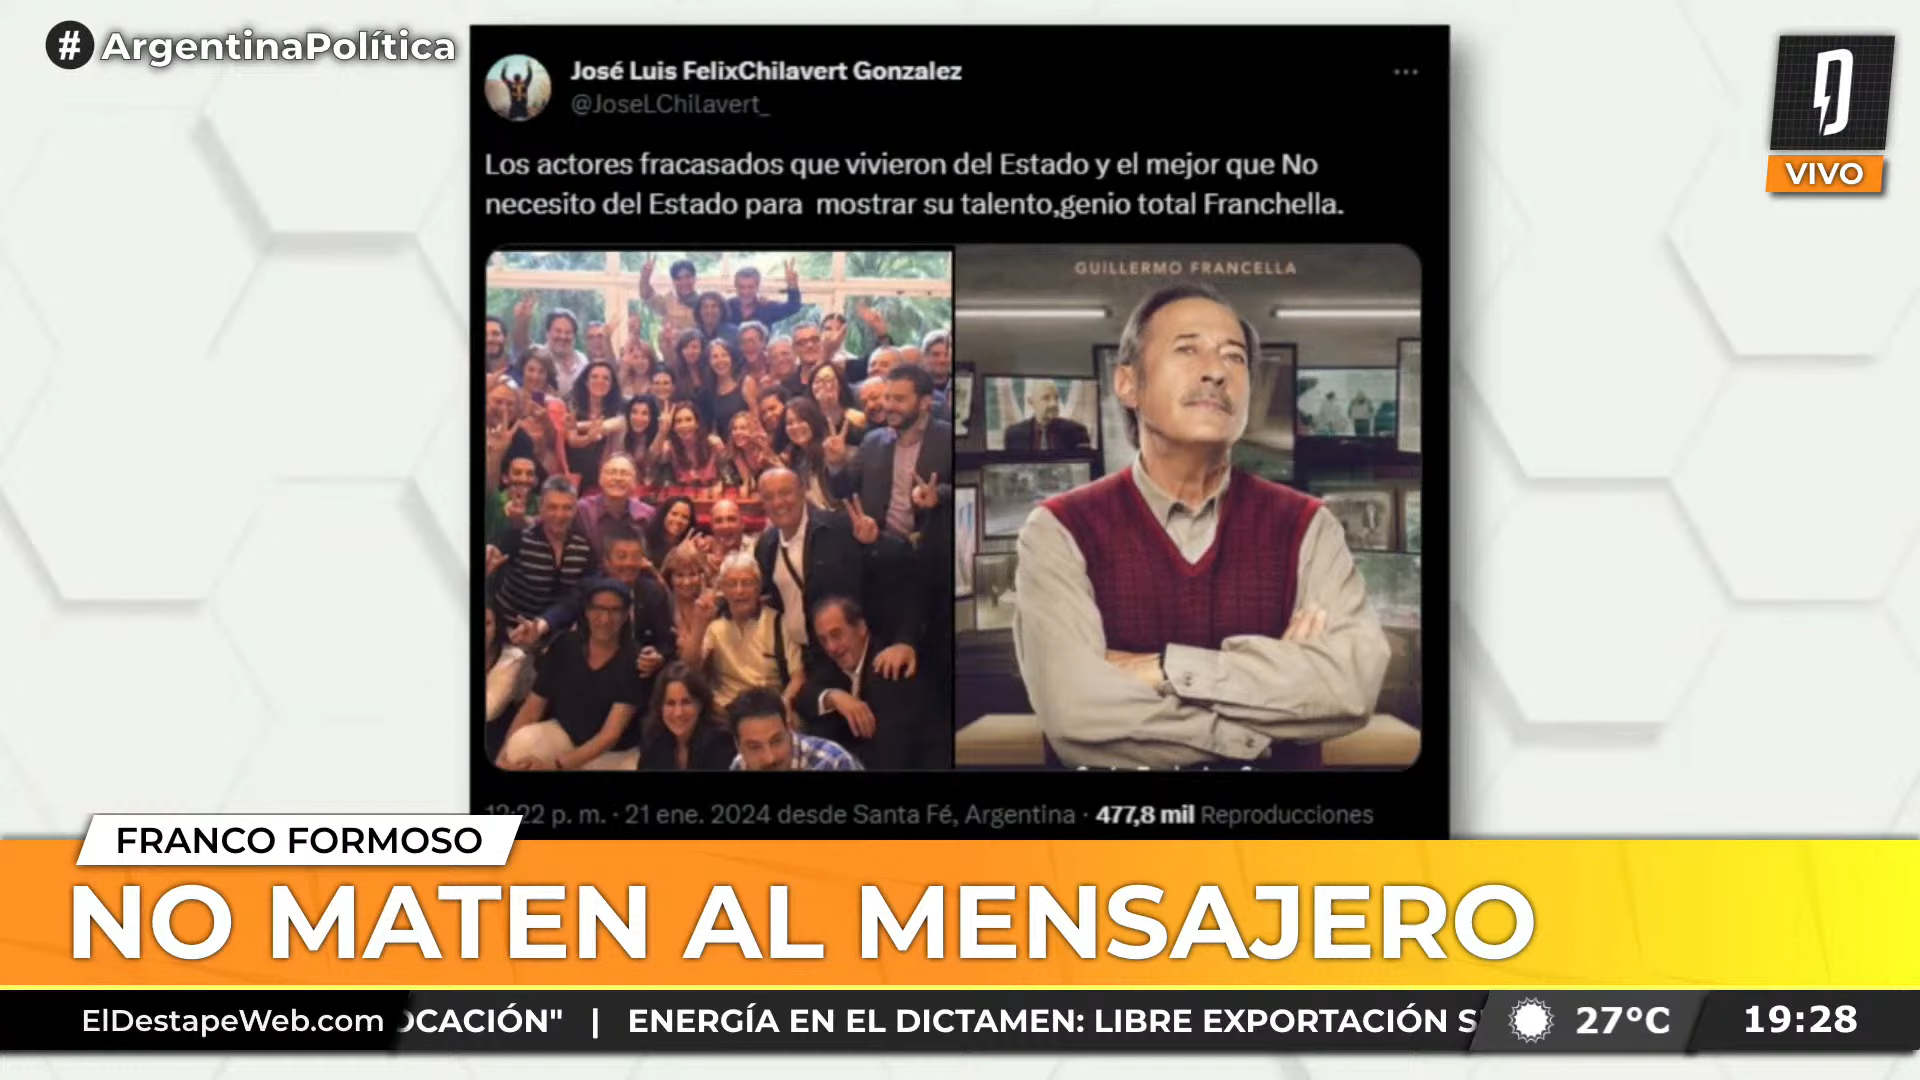 # ArgentinaPolítica
José Luis FelixChilavert Gonzalez
@JoseLChilavert_
Los actores fracasados que vivieron del Estado y el mejor que No
necesito del Estado para mostrar su talento,genio total Franchella.
GUILLERMO FRANCELLA
VIVO
12:22 p. m. · 21 ene. 2024 desde Santa Fé, Argentina · 477,8 mil Reproducciones
FRANCO FORMOSO
NO MATEN AL MENSAJERO
ElDestapeWeb.com OCACIÓN" | ENERGÍA EN EL DICTAMEN: LIBRE EXPORTACIÓN S 27°C 19:28